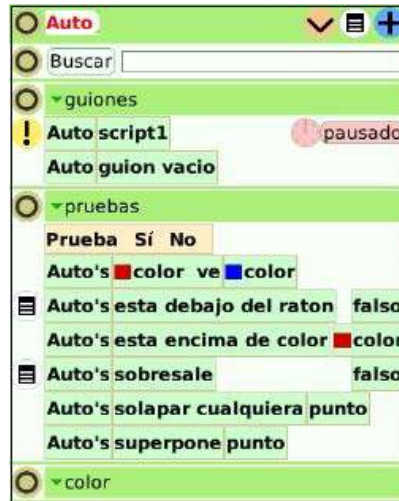 Auto
Buscar
guiones
! Auto script1 pausado
Auto guion vacio
pruebas
Prueba Sí No
Auto's color ve color
Auto's esta debajo del raton falso
Auto's esta encima de color color
Auto's sobresale falso
Auto's solapar cualquiera punto
Auto's superpone punto
color